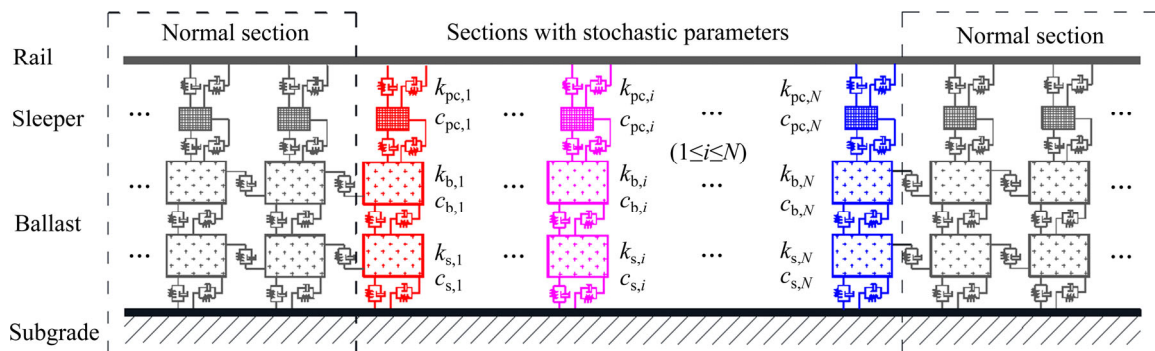 Normal section
Sections with stochastic parameters
Normal section
Rail
Sleeper
Ballast
Subgrade
k_pc,1
c_pc,1
k_b,1
c_b,1
k_s,1
c_s,1
k_pc,i
c_pc,i
k_b,i
c_b,i
k_s,i
c_s,i
(1≤i≤N)
k_pc,N
c_pc,N
k_b,N
c_b,N
k_s,N
c_s,N
... ... ... ...
... ... ... ...
... ... ... ...